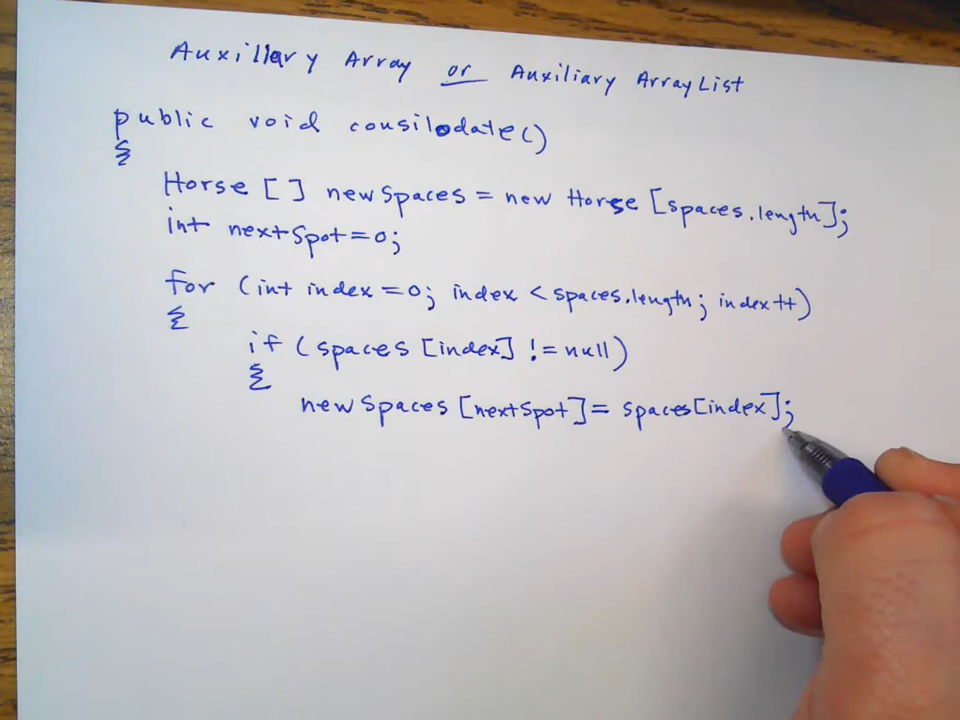 Auxillary Array or Auxiliary ArrayList
public void consilodate()
{
Horse [] newSpaces = new Horse [spaces.length];
int nextSpot=0;
for (int index=0; index < spaces.length; index++)
{
if (spaces [index] != null)
{
newSpaces [nextSpot] = spaces[index];